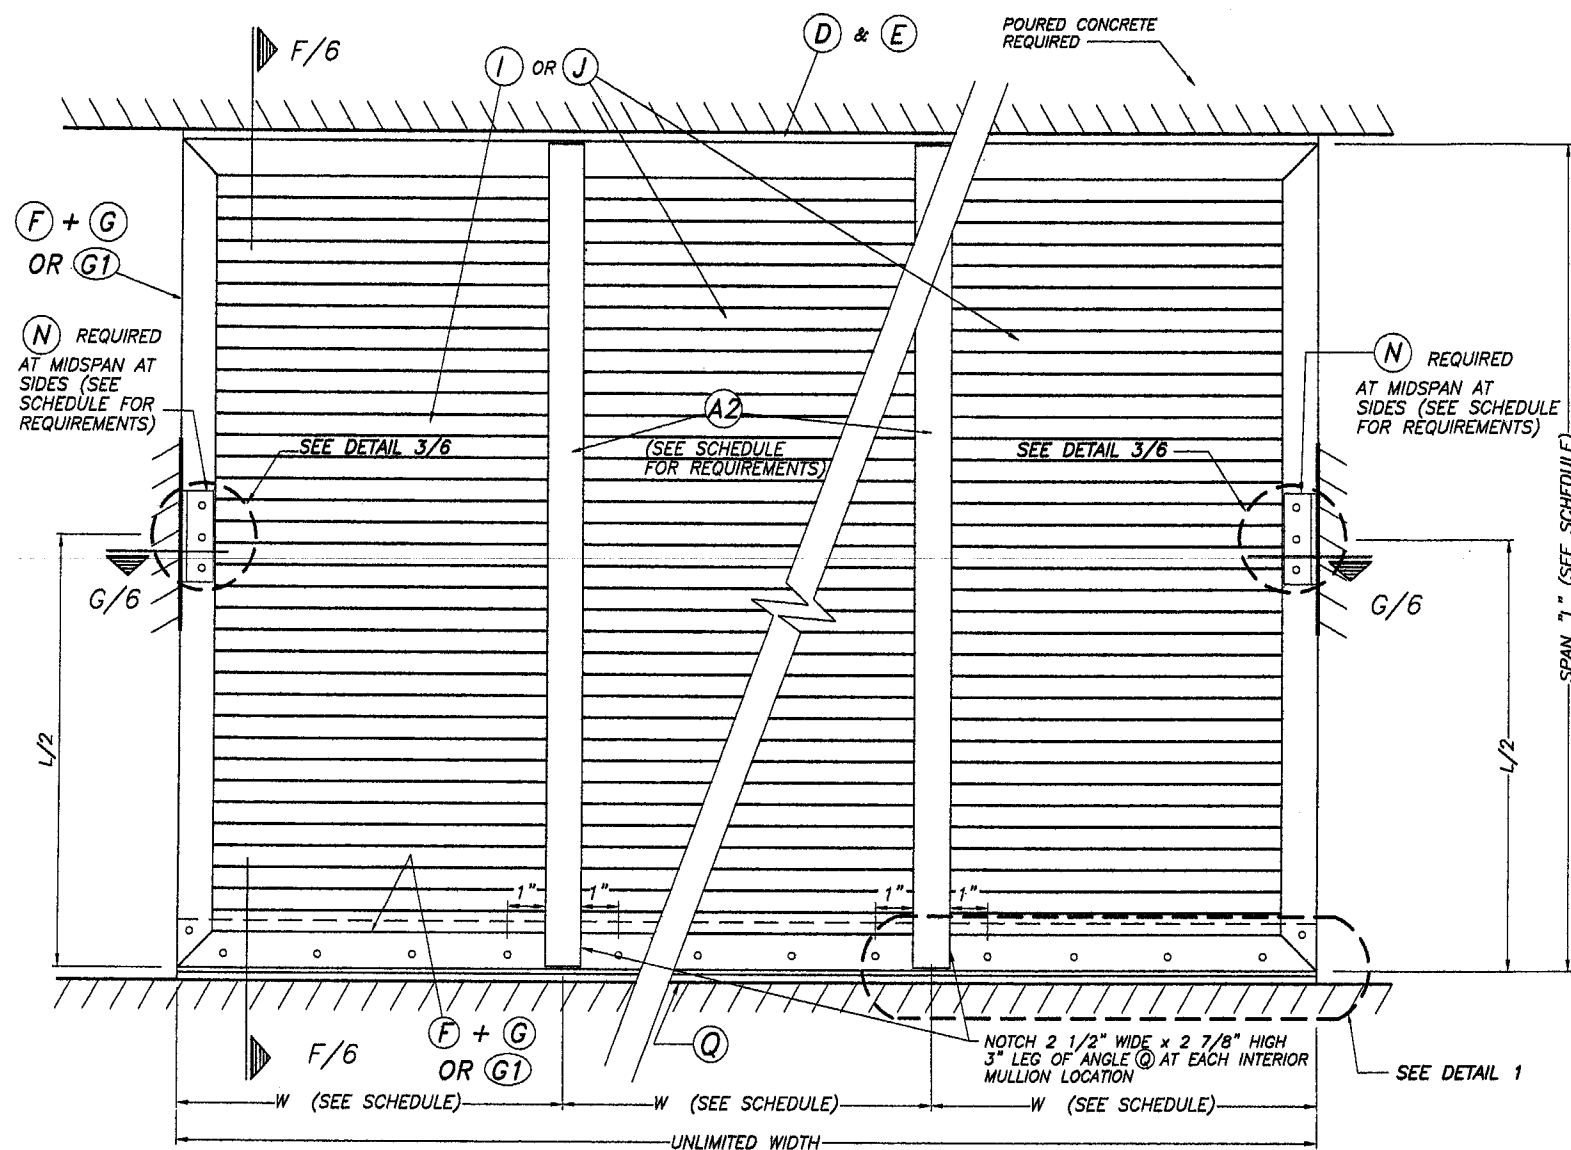 F/6
I OR J
D & E
POURED CONCRETE
REQUIRED
F + G
OR G1
N REQUIRED
AT MIDSPAN AT
SIDES (SEE
SCHEDULE FOR
REQUIREMENTS)
SEE DETAIL 3/6
A2
(SEE SCHEDULE
FOR REQUIREMENTS)
SEE DETAIL 3/6
N REQUIRED
AT MIDSPAN AT
SIDES (SEE SCHEDULE
FOR REQUIREMENTS)
SPAN "L" (SEE SCHEDULE)
G/6
G/6
L/2
L/2
1"
1"
1"
1"
F/6
F + G
OR G1
Q
NOTCH 2 1/2" WIDE x 2 7/8" HIGH
3" LEG OF ANGLE Q AT EACH INTERIOR
MULLION LOCATION
SEE DETAIL 1
W (SEE SCHEDULE)
W (SEE SCHEDULE)
W (SEE SCHEDULE)
UNLIMITED WIDTH